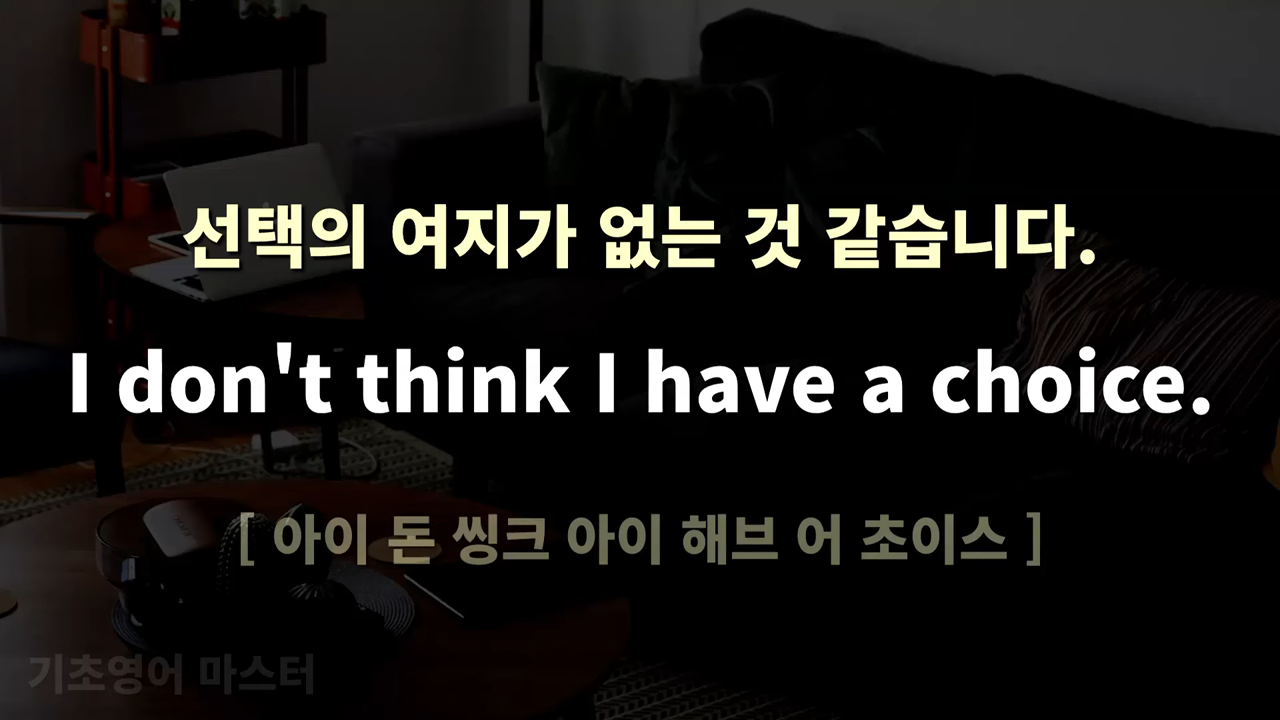 선택의 여지가 없는 것 같습니다.
I don't think I have a choice.
[ 아이 돈 씽크 아이 해브 어 초이스 ]
기초영어 마스터